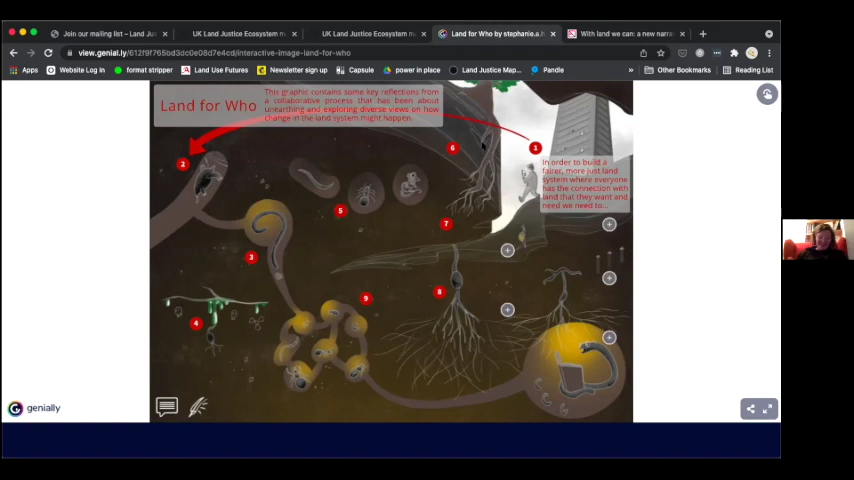 Join our mailing list – Land Jus
UK Land Justice Ecosystem m
UK Land Justice Ecosystem ma
Land for Who by stephanie.a.h
With land we can: a new narra
view.genial.ly/612f9f765bd3dc0e08d7e4cd/interactive-image-land-for-who
Apps
Website Log In
format stripper
Land Use Futures
Newsletter sign up
Capsule
power in place
Land Justice Map...
Pandle
»
Other Bookmarks
Reading List
Land for Who
This graphic contains some key reflections from
a collaborative process that has been about
unearthing and exploring diverse views on how
change in the land system might happen.
1
In order to build a
fairer, more just land
system where everyone
has the connection with
land that they want and
need we need to...
2
3
4
5
6
7
8
9
genially